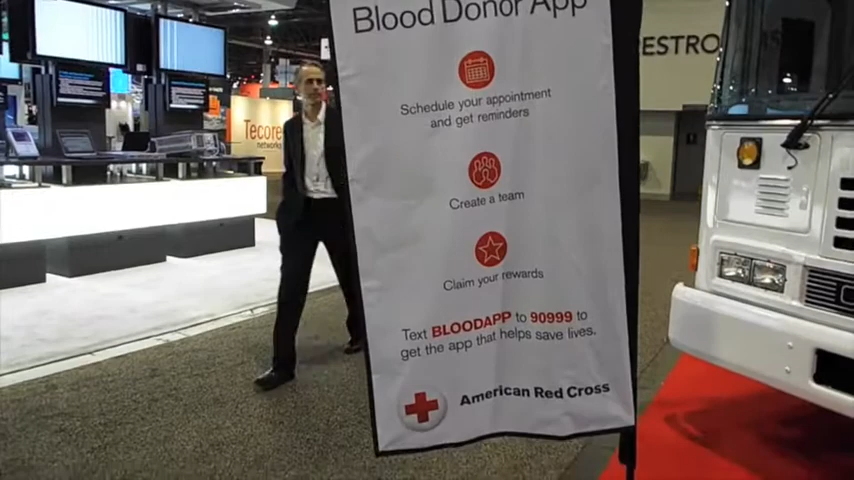 Blood Donor App
Schedule your appointment
and get reminders
Create a team
Claim your rewards
Text BLOODAPP to 90999 to
get the app that helps save lives.
American Red Cross
Tecore
networks
ESTRO